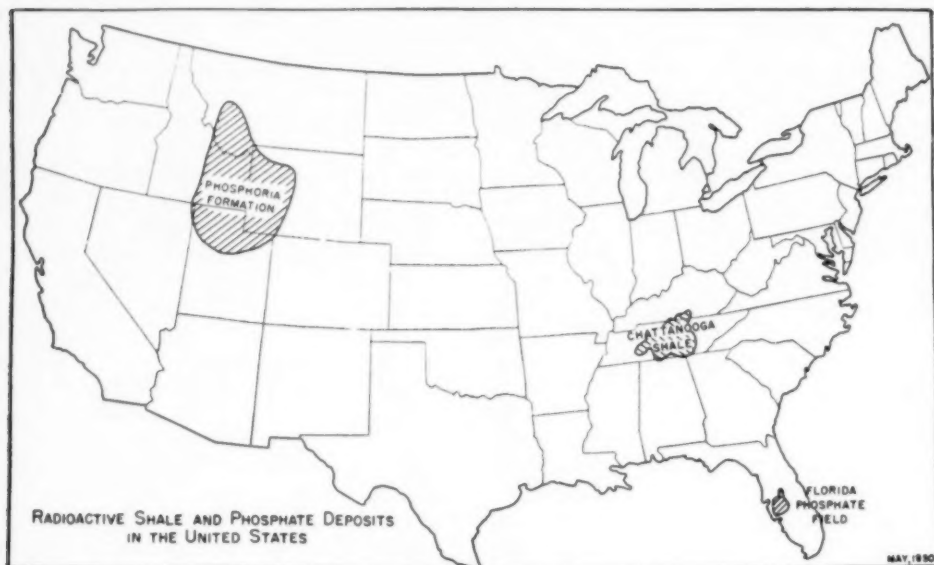 PHOSPHORIA
FORMATION
CHATTANOOGA
SHALE
FLORIDA
PHOSPHATE
FIELD
RADIOACTIVE SHALE AND PHOSPHATE DEPOSITS
IN THE UNITED STATES
MAY, 1950